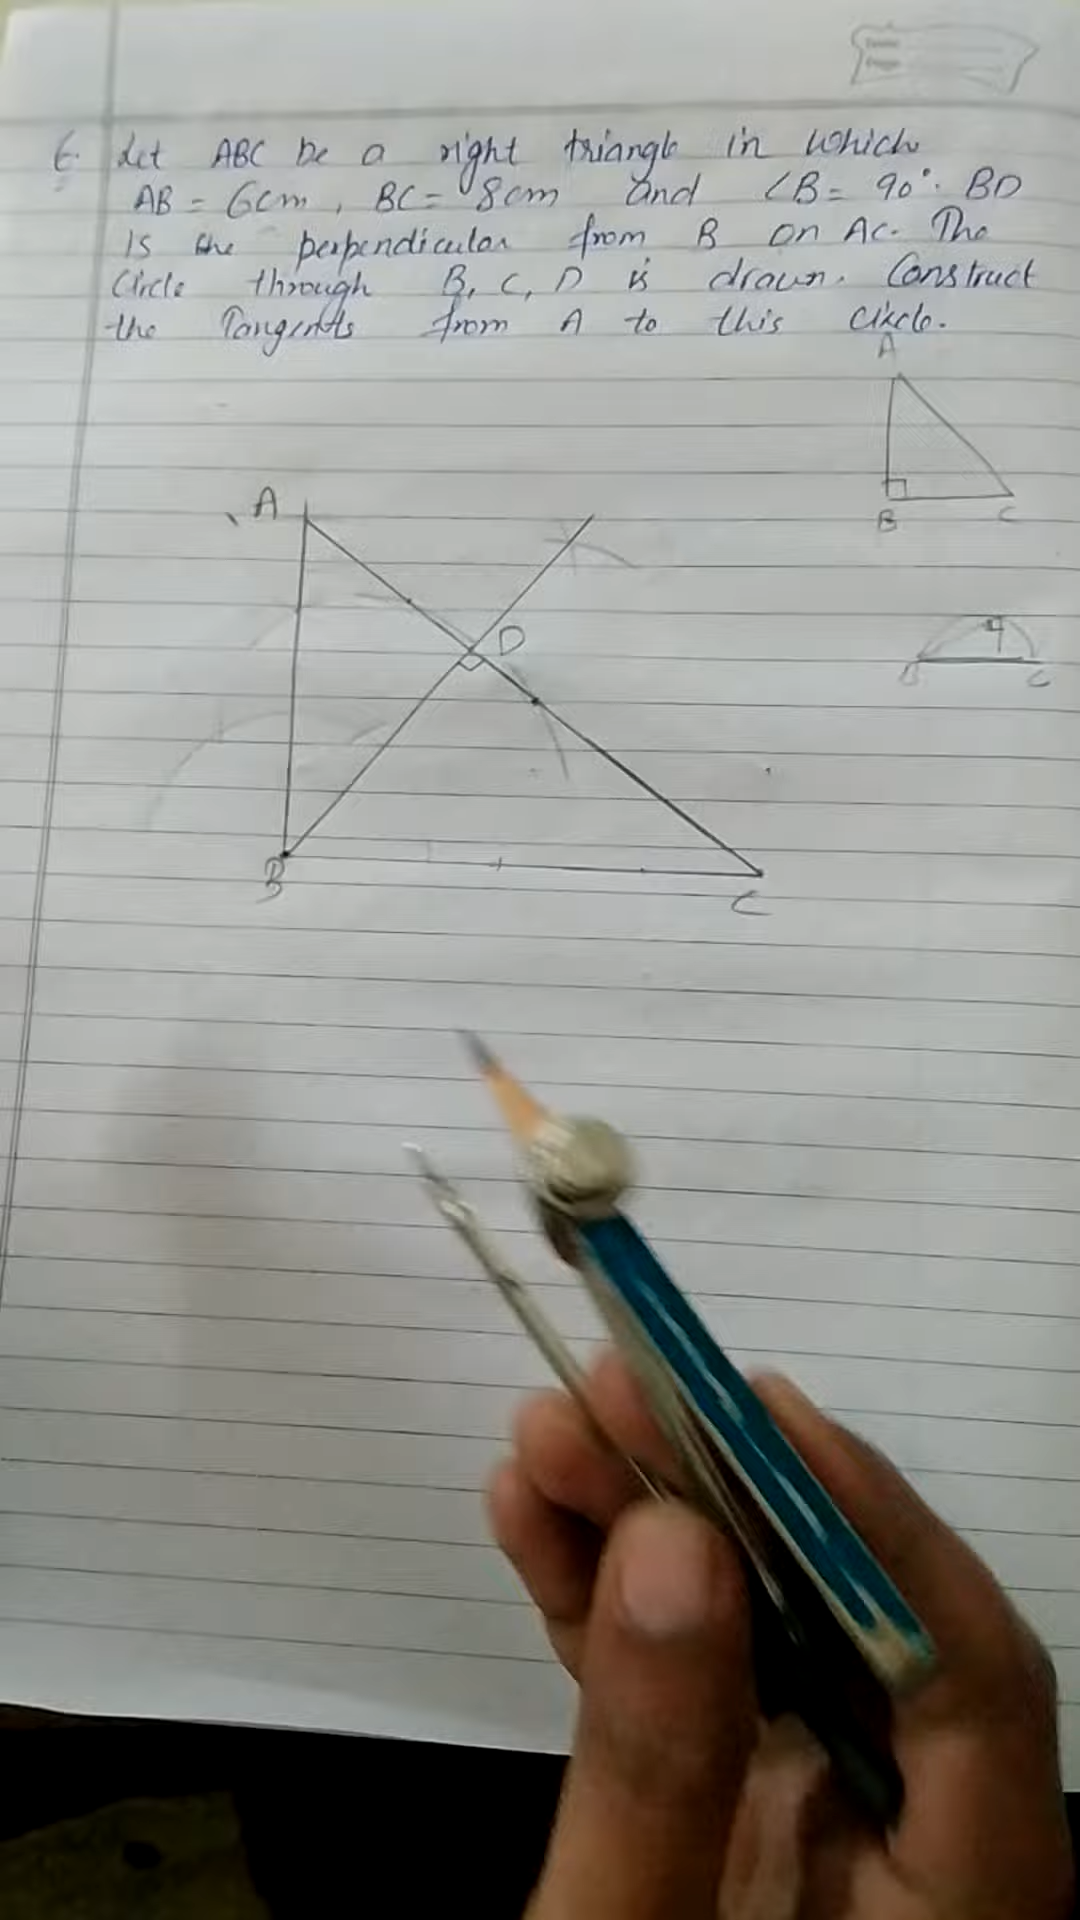 6. Let ABC be a right triangle in which
AB = 6cm, BC = 8cm and ∠B = 90°. BD
is the perpendicular from B on AC. The
Circle through B, C, D is drawn. Construct
the Tangents from A to this circle.
A
B C
A
D
B
C
B C